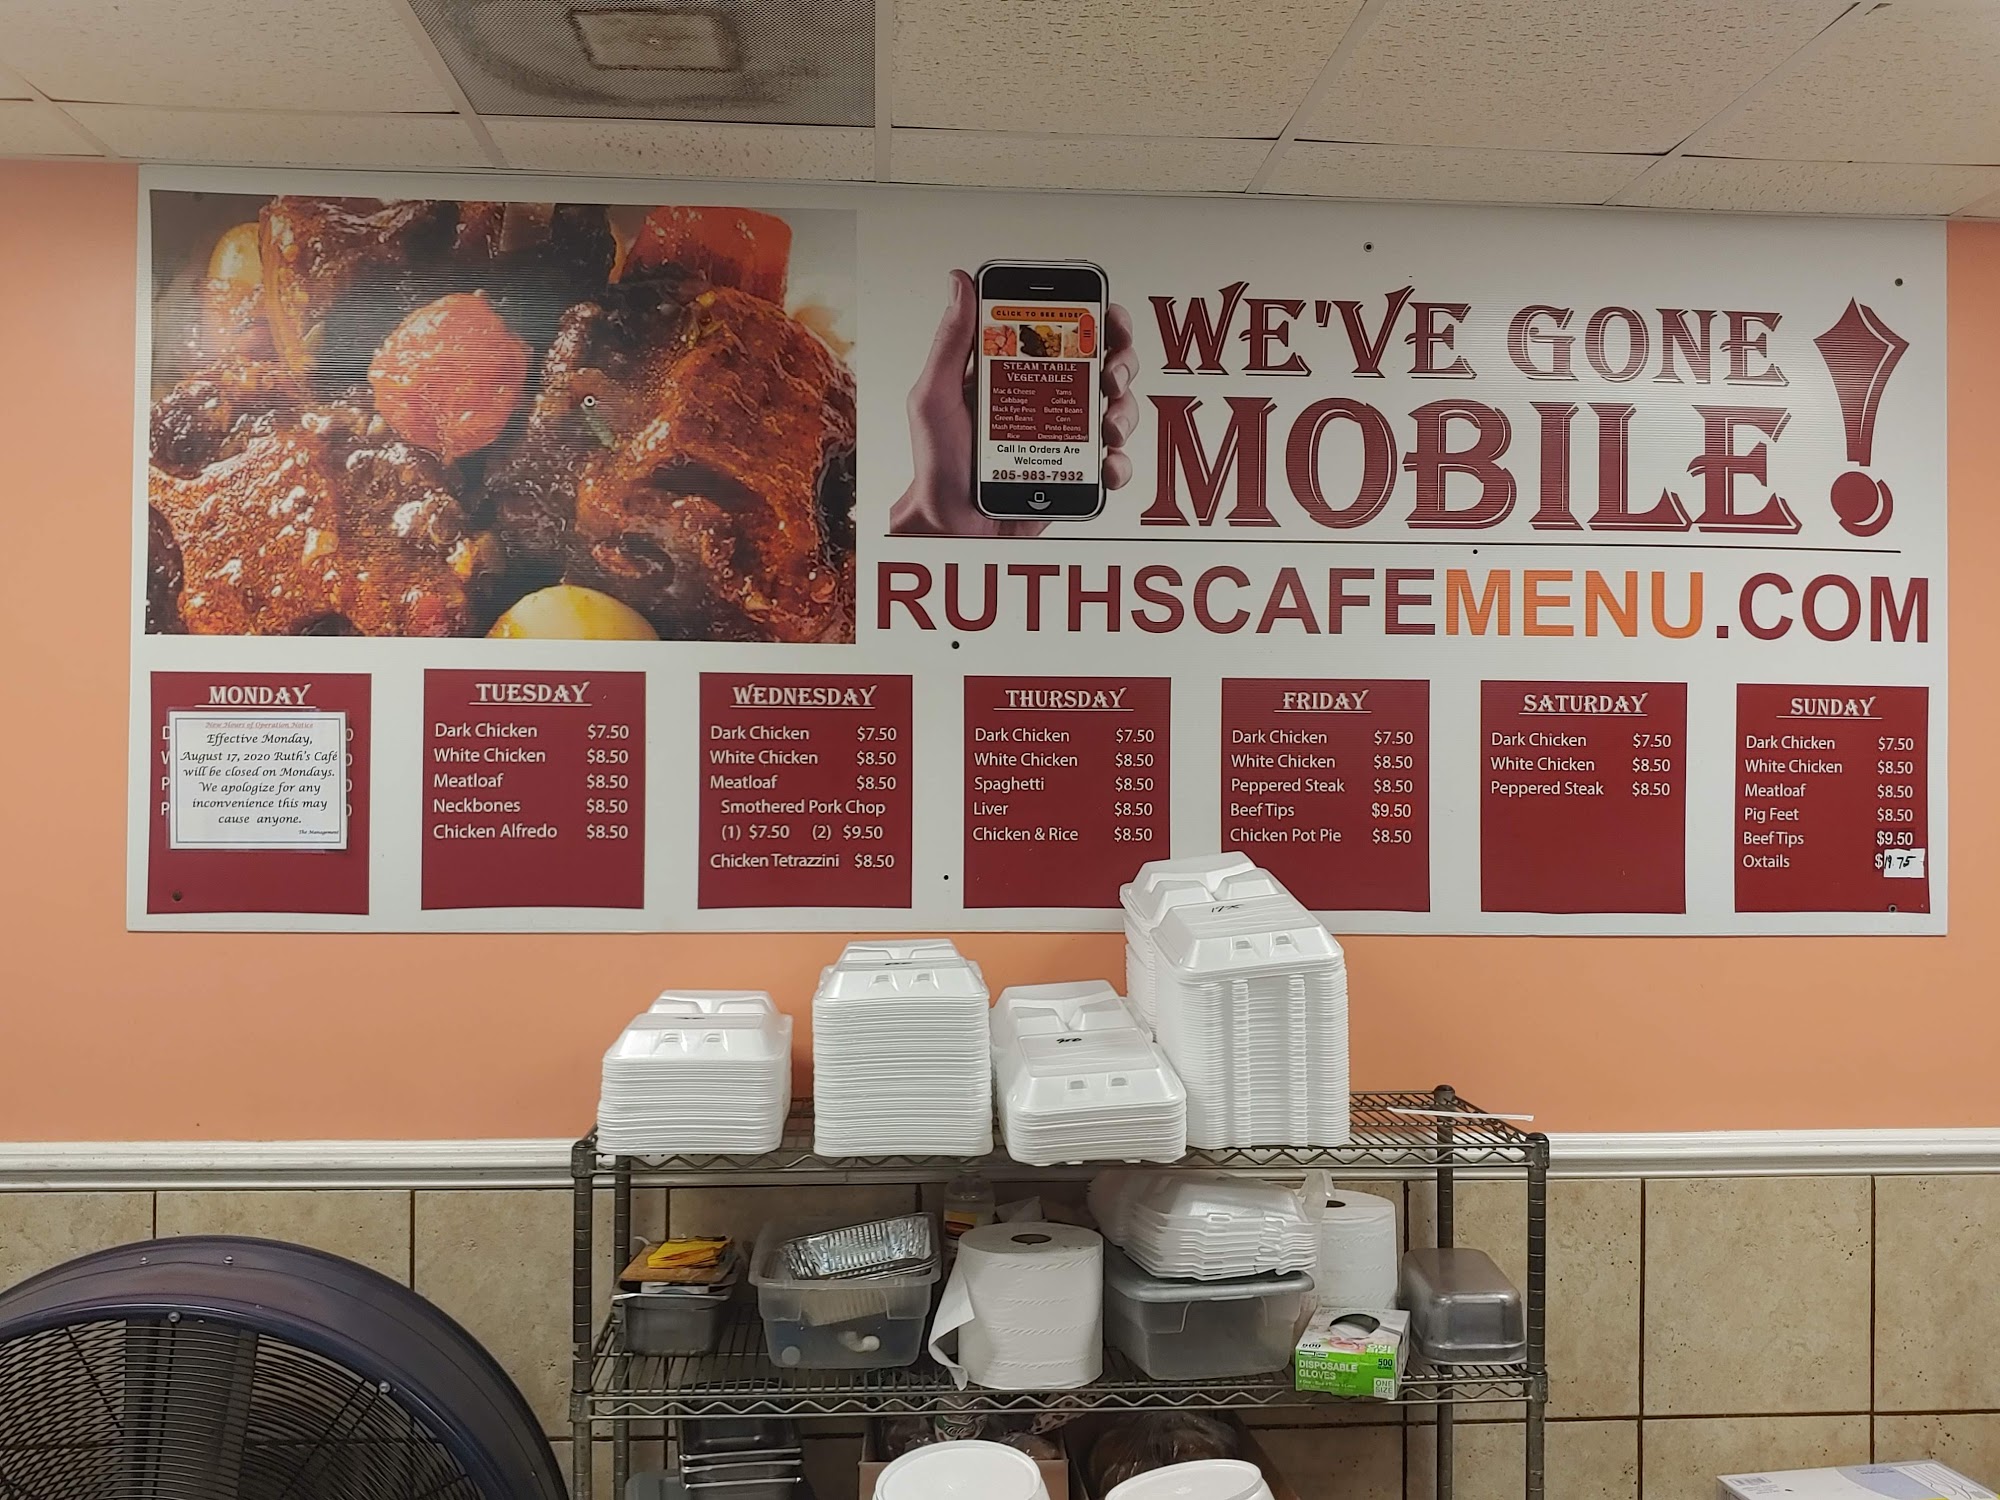 CLICK TO SEE SIDES
STEAM TABLE
VEGETABLES
Mac & Cheese Yams
Cabbage Collards
Black Eye Peas Butter Beans
Green Beans Corn
Mash Potatoes Pinto Beans
Rice Dressing (Sunday)
Call In Orders Are
Welcomed
205-983-7932
WE'VE GONE
MOBILE!
RUTHSCAFEMENU.COM
MONDAY
New Hours of Operation Notice
Effective Monday,
August 17, 2020 Ruth's Café
will be closed on Mondays.
We apologize for any
inconvenience this may
cause anyone.
The Management
TUESDAY
Dark Chicken $7.50
White Chicken $8.50
Meatloaf $8.50
Neckbones $8.50
Chicken Alfredo $8.50
WEDNESDAY
Dark Chicken $7.50
White Chicken $8.50
Meatloaf $8.50
Smothered Pork Chop
(1) $7.50 (2) $9.50
Chicken Tetrazzini $8.50
THURSDAY
Dark Chicken $7.50
White Chicken $8.50
Spaghetti $8.50
Liver $8.50
Chicken & Rice $8.50
FRIDAY
Dark Chicken $7.50
White Chicken $8.50
Peppered Steak $8.50
Beef Tips $9.50
Chicken Pot Pie $8.50
SATURDAY
Dark Chicken $7.50
White Chicken $8.50
Peppered Steak $8.50
SUNDAY
Dark Chicken $7.50
White Chicken $8.50
Meatloaf $8.50
Pig Feet $8.50
Beef Tips $9.50
Oxtails $19.75
DISPOSABLE
GLOVES
500
ONE
SIZE